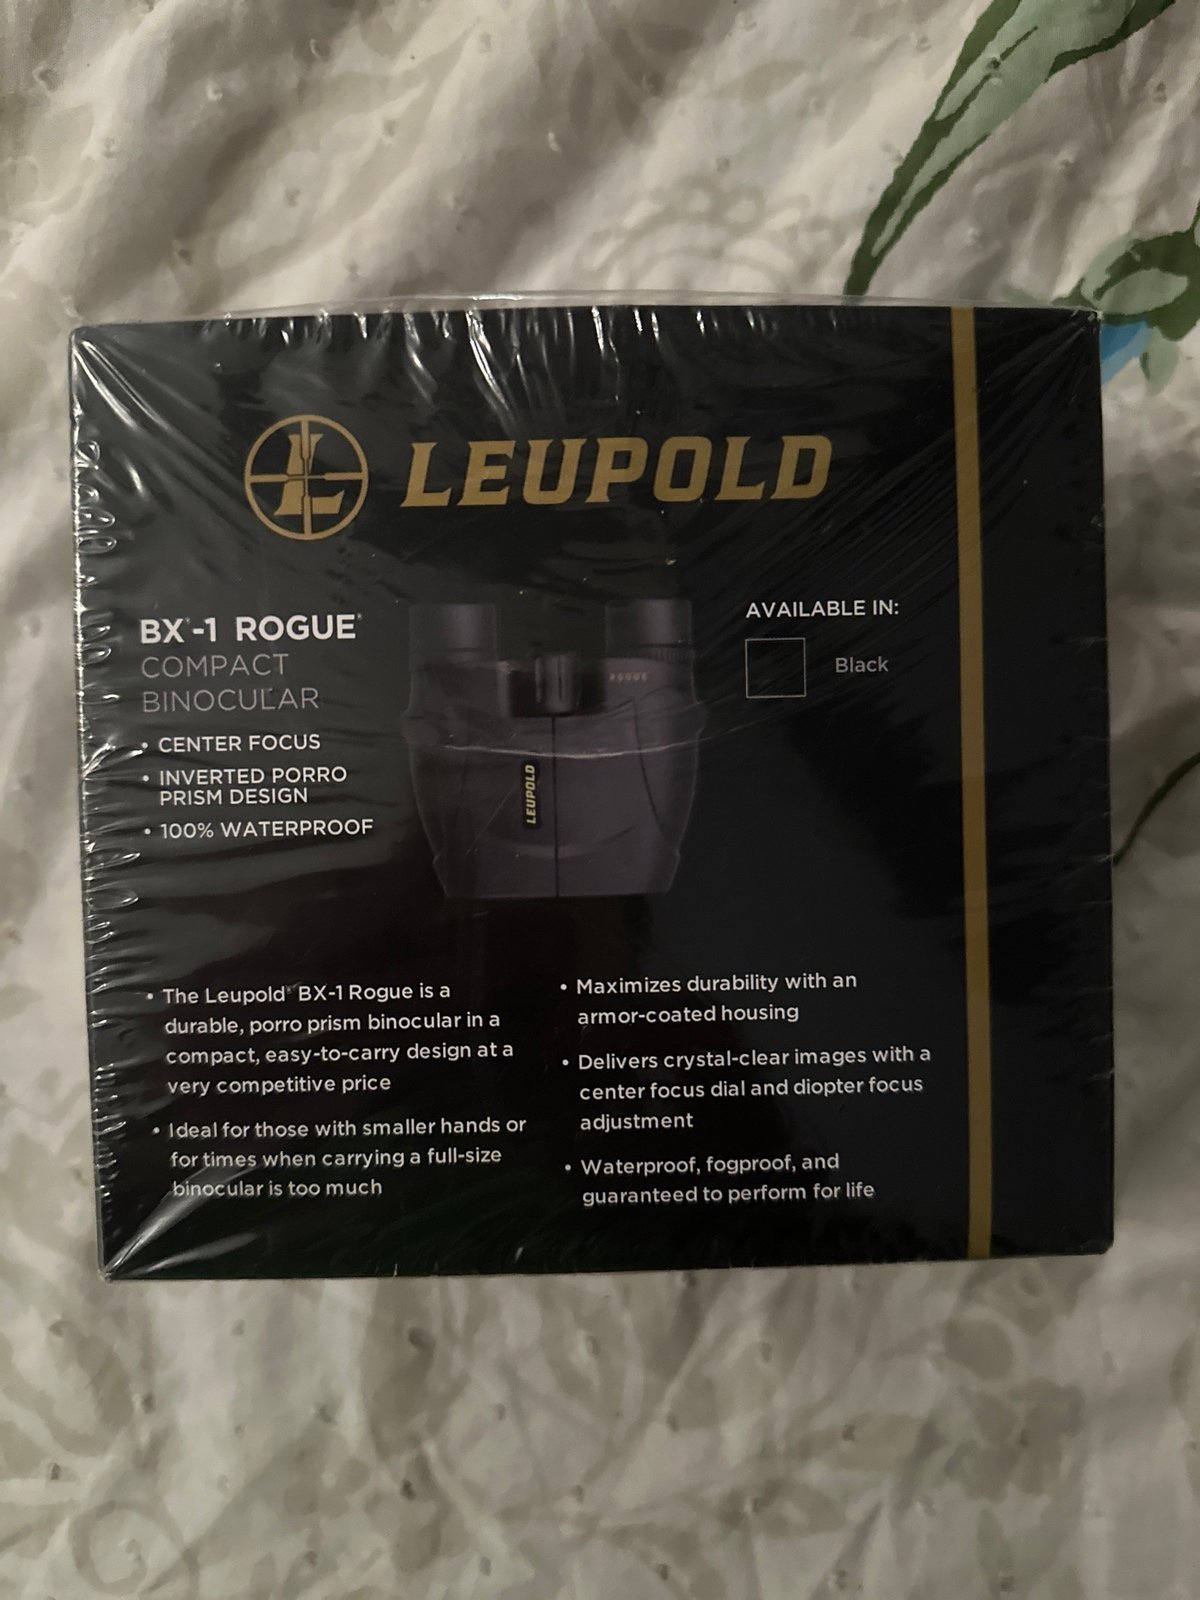 LEUPOLD
BX®-1 ROGUE®
COMPACT
BINOCULAR
• CENTER FOCUS
• INVERTED PORRO
PRISM DESIGN
• 100% WATERPROOF
ROGUE
LEUPOLD
AVAILABLE IN:
Black
• The Leupold® BX-1 Rogue is a
durable, porro prism binocular in a
compact, easy-to-carry design at a
very competitive price
• Ideal for those with smaller hands or
for times when carrying a full-size
binocular is too much
• Maximizes durability with an
armor-coated housing
• Delivers crystal-clear images with a
center focus dial and diopter focus
adjustment
• Waterproof, fogproof, and
guaranteed to perform for life